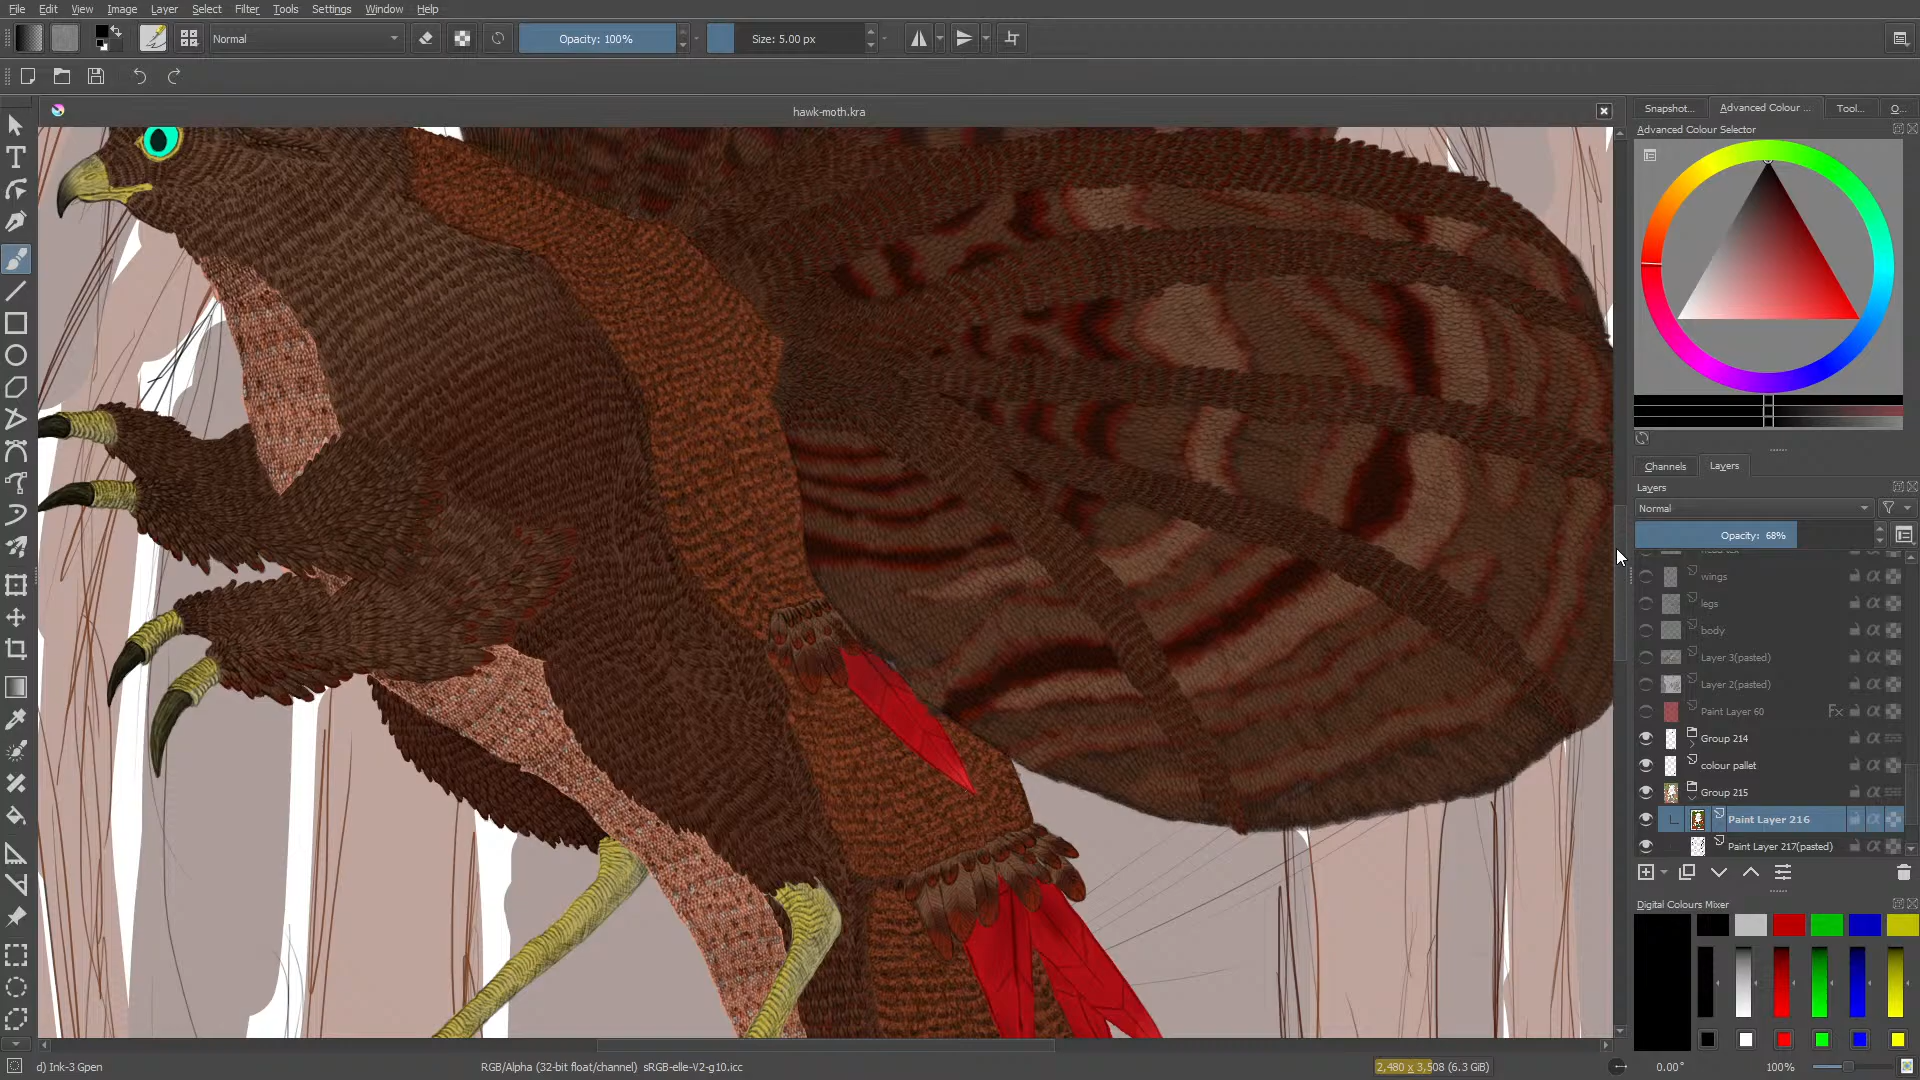 File Edit View Image Layer Select Filter Tools Settings Window Help
Normal
Opacity: 100%
Size: 5.00 px
hawk-moth.kra
Snapshot... Advanced Colour ... Tool... O...
Advanced Colour Selector
Channels Layers
Layers
Normal
Opacity: 68%
wings
legs
body
Layer 3(pasted)
Layer 2(pasted)
Paint Layer 60
Fx
Group 214
colour pallet
Group 215
Paint Layer 216
Paint Layer 217(pasted)
Digital Colours Mixer
d) Ink-3 Gpen
RGB/Alpha (32-bit float/channel) sRGB-elle-V2-g10.icc
2,480 x 3,508 (6.3 GiB)
0.00°
100%